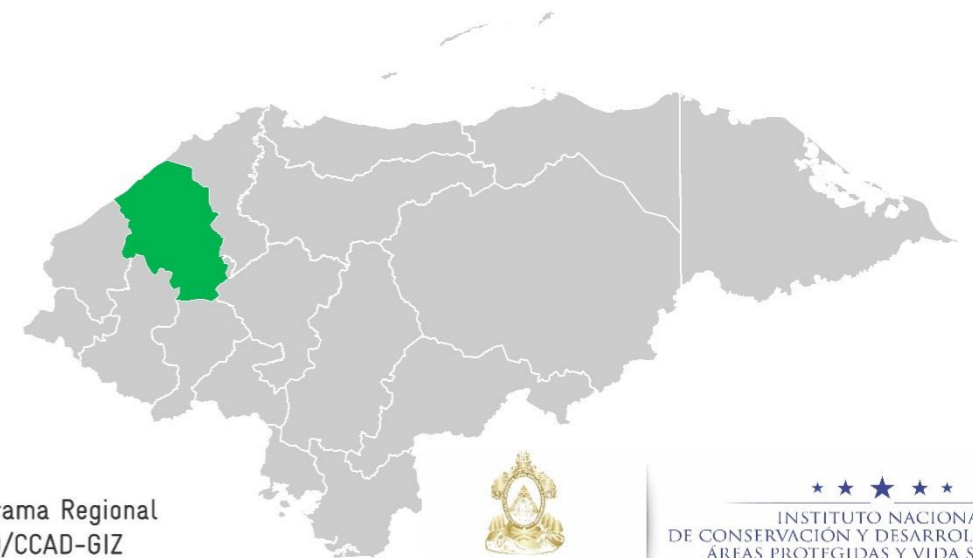 rama Regional
/CCAD-GIZ
INSTITUTO NACIONA
DE CONSERVACIÓN Y DESARROL
ÁREAS PROTEGIDAS Y VIDA S